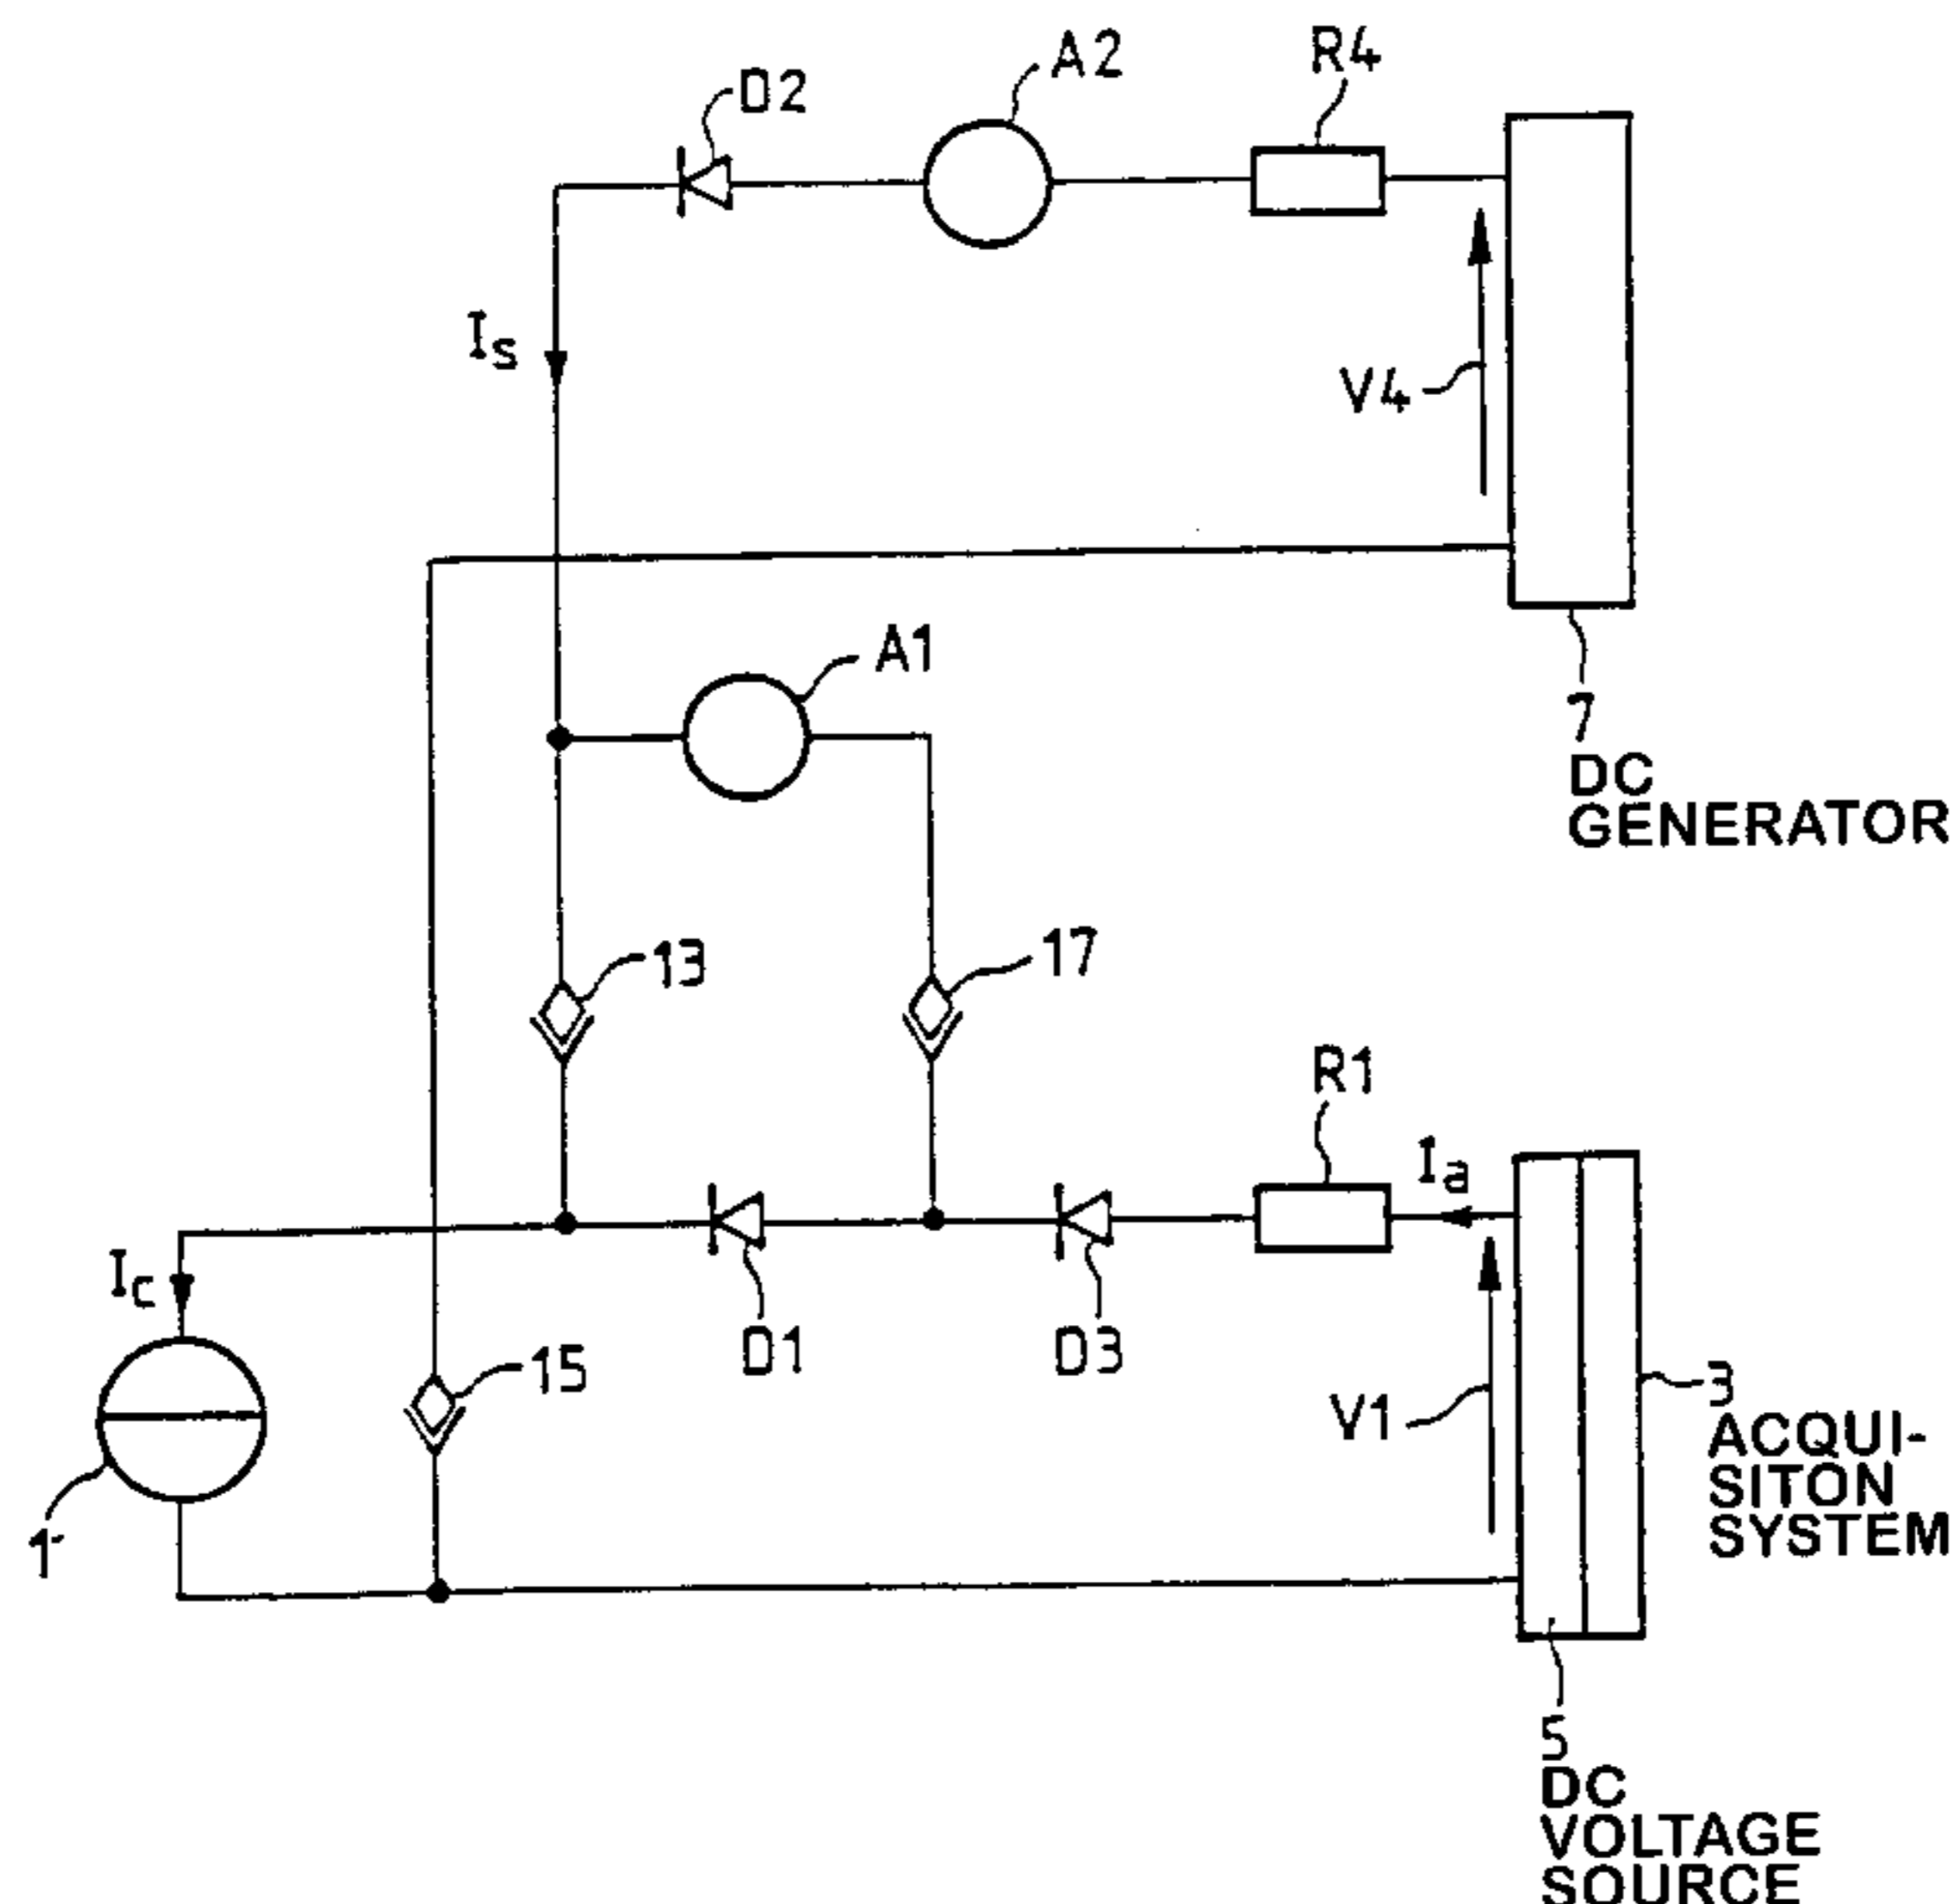 D2
A2
R4
Is
V4
A1
7
DC
GENERATOR
13
17
R1
Ia
Ic
D1
D3
15
V1
3
ACQUI-
SITON
SYSTEM
1
5
DC
VOLTAGE
SOURCE